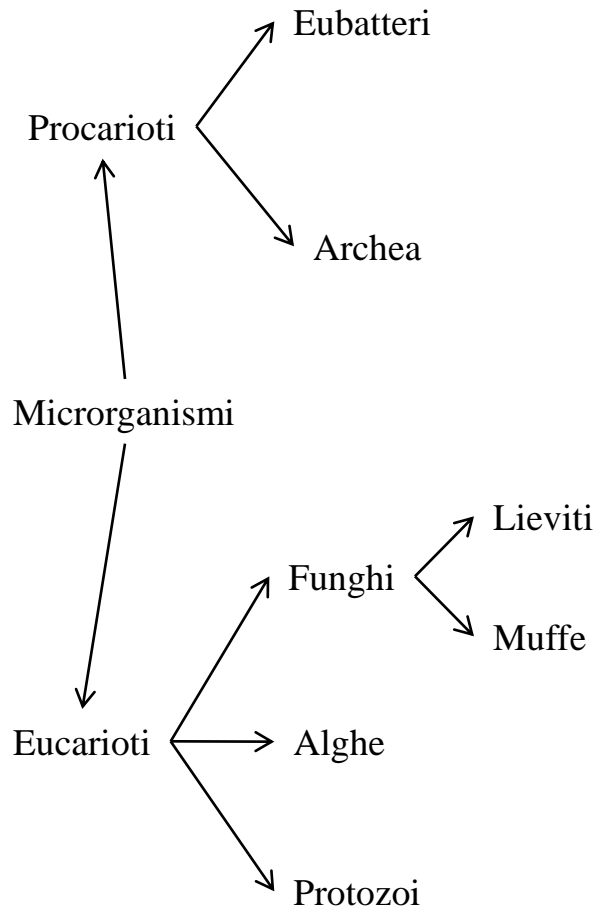 Eubatteri
Procarioti
Archea
Microrganismi
Lieviti
Funghi
Muffe
Eucarioti
Alghe
Protozoi